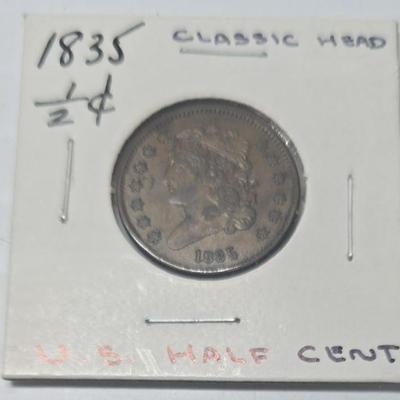 1835 CLASSIC HEAD
½¢
1835
U.S. HALF CENT